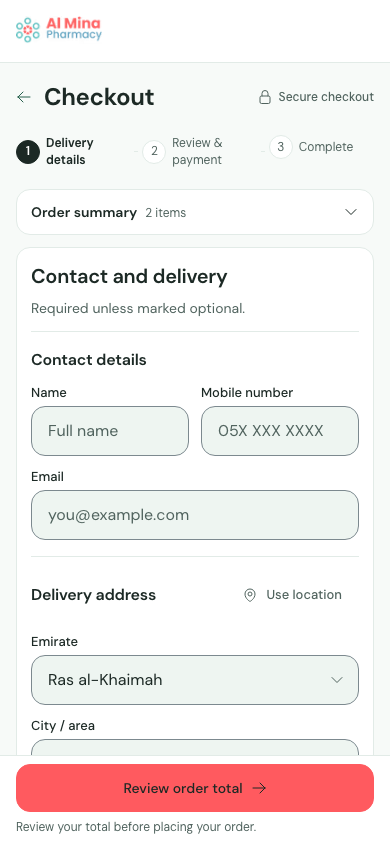 Al Mina
Pharmacy
Checkout
Secure checkout
1
Delivery
details
2
Review &
payment
3
Complete
Order summary 2 items
Contact and delivery
Required unless marked optional.
Contact details
Name
Mobile number
Full name
05X XXX XXXX
Email
you@example.com
Delivery address
Use location
Emirate
Ras al-Khaimah
City / area
Review order total →
Review your total before placing your order.